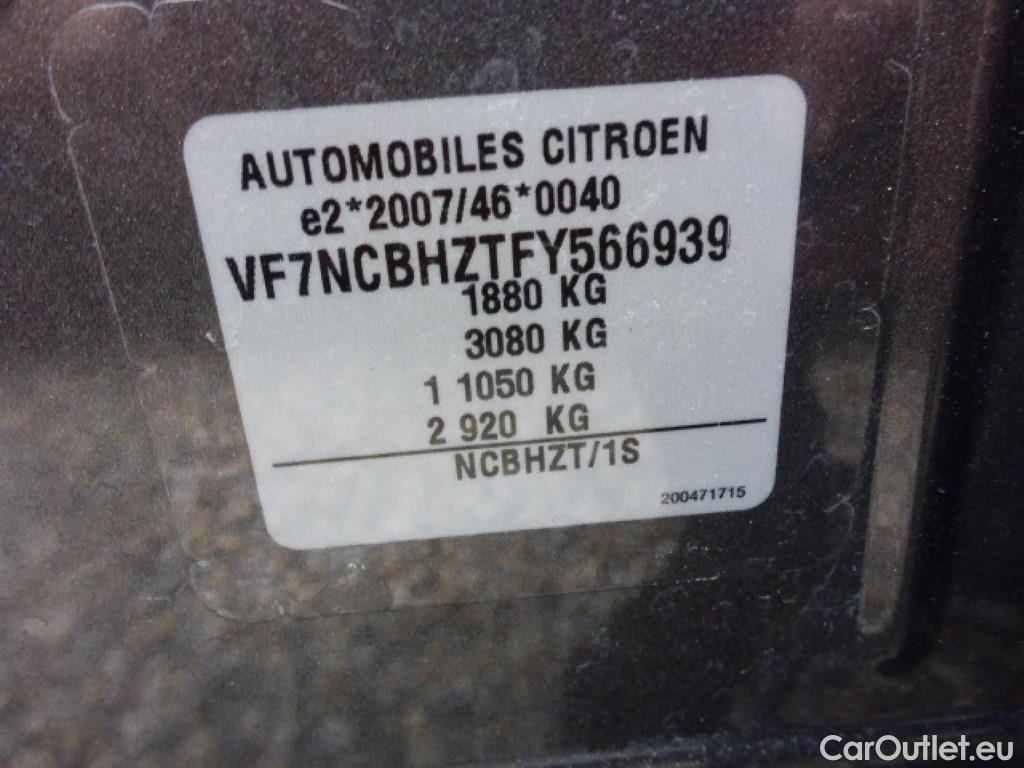 AUTOMOBILES CITROEN
e2*2007/46*0040
VF7NCBHZTFY566939
1880 KG
3080 KG
1 1050 KG
2 920 KG
NCBHZT/1S
200471715
CarOutlet.eu